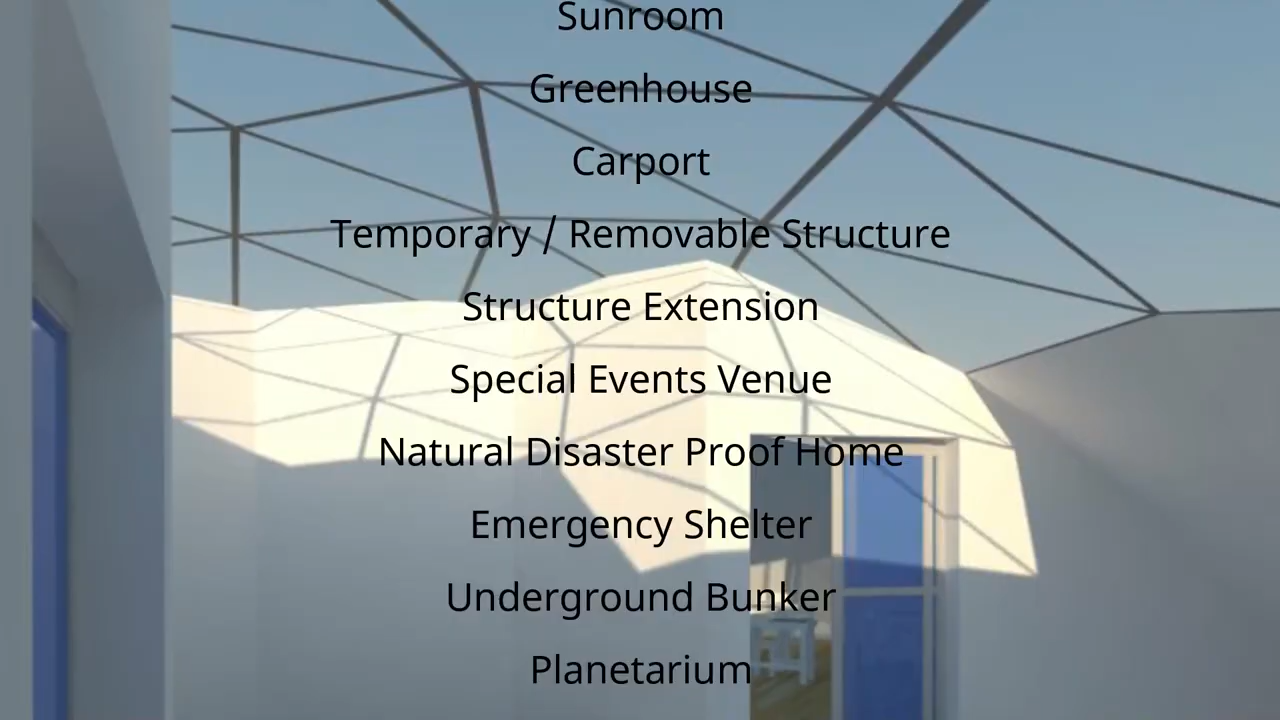 Sunroom
Greenhouse
Carport
Temporary / Removable Structure
Structure Extension
Special Events Venue
Natural Disaster Proof Home
Emergency Shelter
Underground Bunker
Planetarium